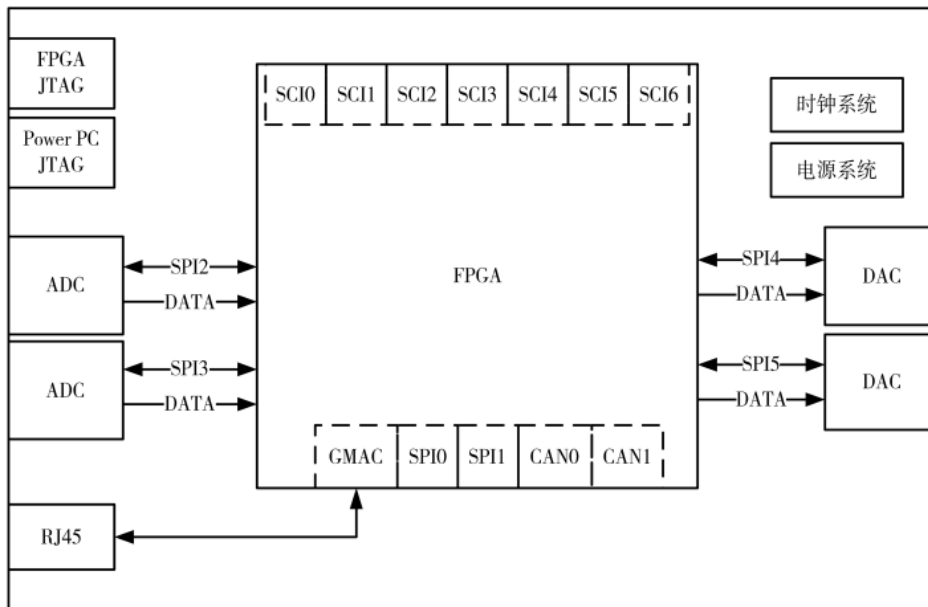 FPGA
JTAG
Power PC
JTAG
SCI0 SCI1 SCI2 SCI3 SCI4 SCI5 SCI6
时钟系统
电源系统
ADC
SPI2
DATA
ADC
SPI3
DATA
FPGA
SPI4
DATA
DAC
SPI5
DATA
DAC
GMAC SPI0 SPI1 CAN0 CAN1
RJ45